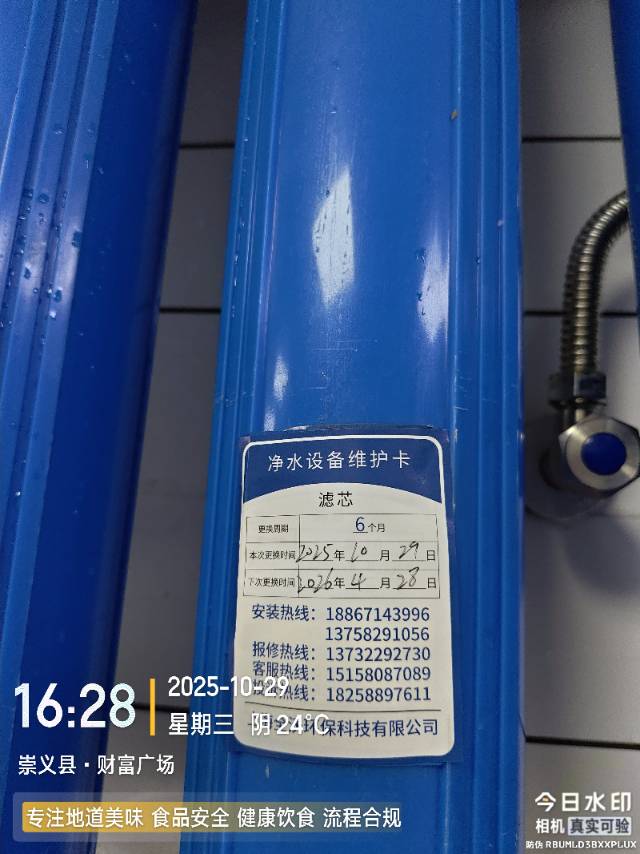 净水设备维护卡
滤芯
更换周期 6个月
本次更换时间 2025年 10月 29日
下次更换时间 2026年 4月 28日
安装热线：18867143996
13758291056
报修热线：13732292730
客服热线：15158087089
热线：18258897611
环保科技有限公司
16:28
2025-10-29
星期三 阴 24℃
崇义县·财富广场
专注地道美味 食品安全 健康饮食 流程合规
今日水印
相机 真实可验
防伪 RBUMLD3BXXPLUX